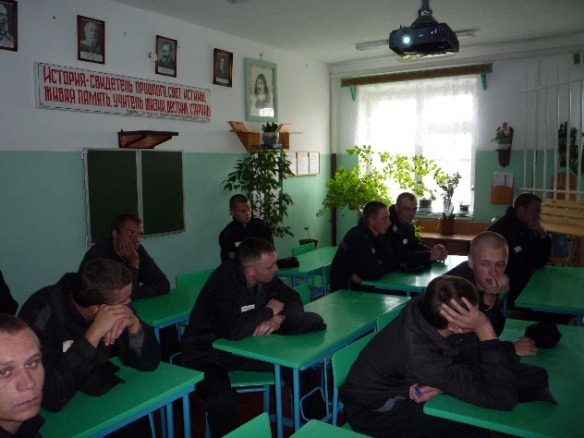 ИСТОРИЯ-СВИДЕТЕЛЬ ПРОШЛОГО, СВЕТ ИСТИНЫ,
ЖИВАЯ ПАМЯТЬ, УЧИТЕЛЬ ЖИЗНИ, ВЕСТНИК СТАРИНЫ